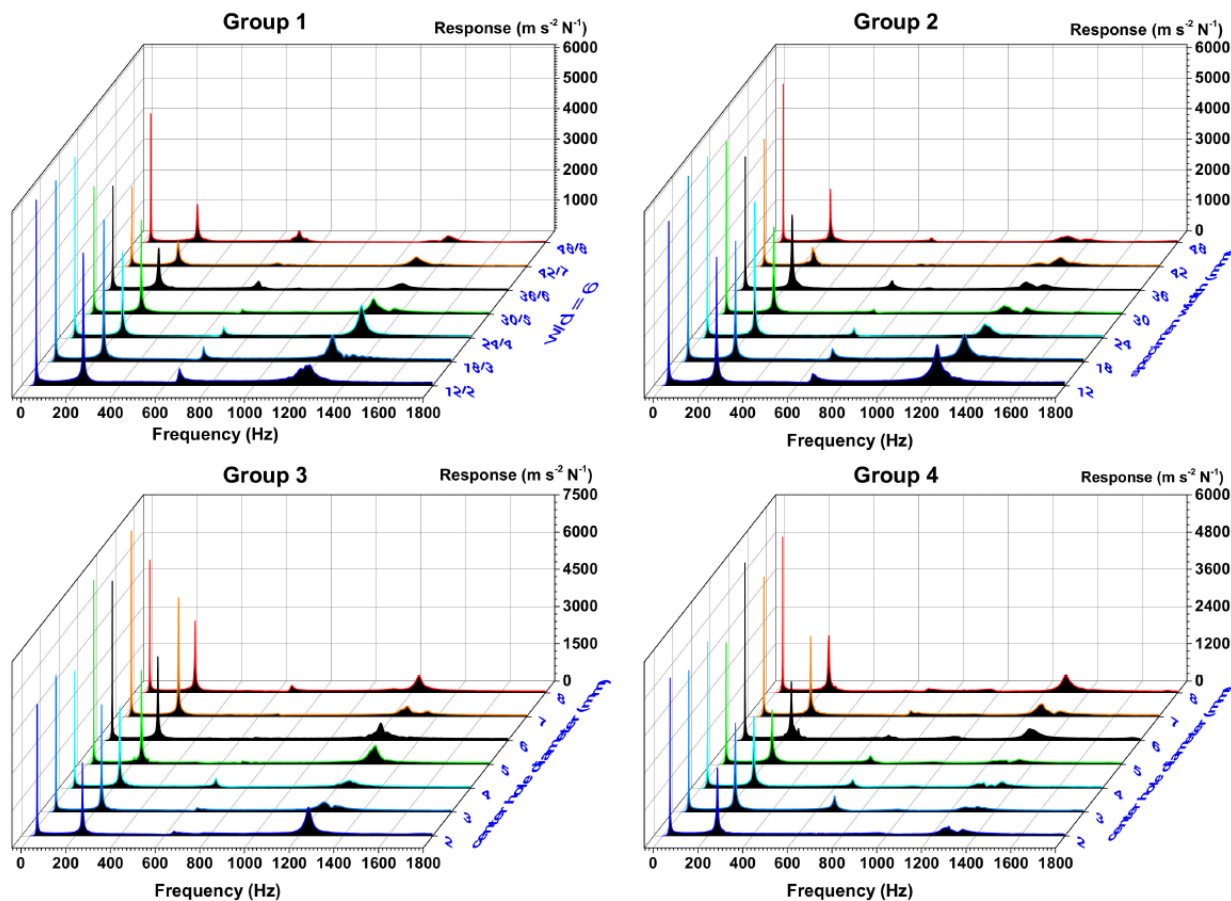 Group 1
Response (m s⁻² N⁻¹)
6000
5000
4000
3000
2000
1000
0
48/8
42/7
36/6
30/5
24/4
18/3
12/2
W/d = 6
0 200 400 600 800 1000 1200 1400 1600 1800
Frequency (Hz)
Group 2
Response (m s⁻² N⁻¹)
6000
5000
4000
3000
2000
1000
0
48
42
36
30
24
18
12
specimen width (mm)
0 200 400 600 800 1000 1200 1400 1600 1800
Frequency (Hz)
Group 3
Response (m s⁻² N⁻¹)
7500
6000
4500
3000
1500
0
8
7
6
5
4
3
2
center hole diameter (mm)
0 200 400 600 800 1000 1200 1400 1600 1800
Frequency (Hz)
Group 4
Response (m s⁻² N⁻¹)
6000
4800
3600
2400
1200
0
8
7
6
5
4
3
2
center hole diameter (mm)
0 200 400 600 800 1000 1200 1400 1600 1800
Frequency (Hz)